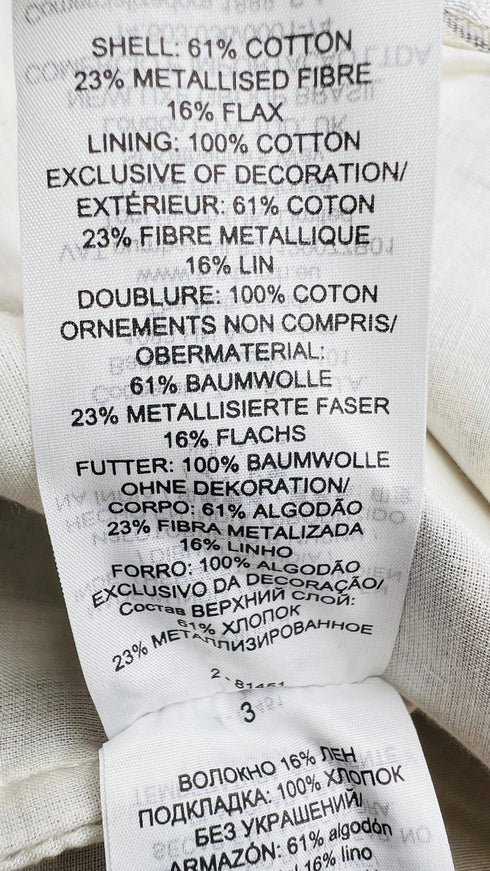 SHELL: 61% COTTON
23% METALLISED FIBRE
16% FLAX
LINING: 100% COTTON
EXCLUSIVE OF DECORATION/
EXTÉRIEUR: 61% COTON
23% FIBRE METALLIQUE
16% LIN
DOUBLURE: 100% COTON
ORNEMENTS NON COMPRIS/
OBERMATERIAL:
61% BAUMWOLLE
23% METALLISIERTE FASER
16% FLACHS
FUTTER: 100% BAUMWOLLE
OHNE DEKORATION/
CORPO: 61% ALGODÃO
23% FIBRA METALIZADA
16% LINHO
FORRO: 100% ALGODÃO
EXCLUSIVO DA DECORAÇÃO/
Состав ВЕРХНИЙ СЛОЙ:
61% ХЛОПОК
23% МЕТАЛЛИЗИРОВАННОЕ
2
3
ВОЛОКНО 16% ЛЕН
ПОДКЛАДКА: 100% ХЛОПОК
БЕЗ УКРАШЕНИЙ/
ARMAZÓN: 61% algodón
16% lino